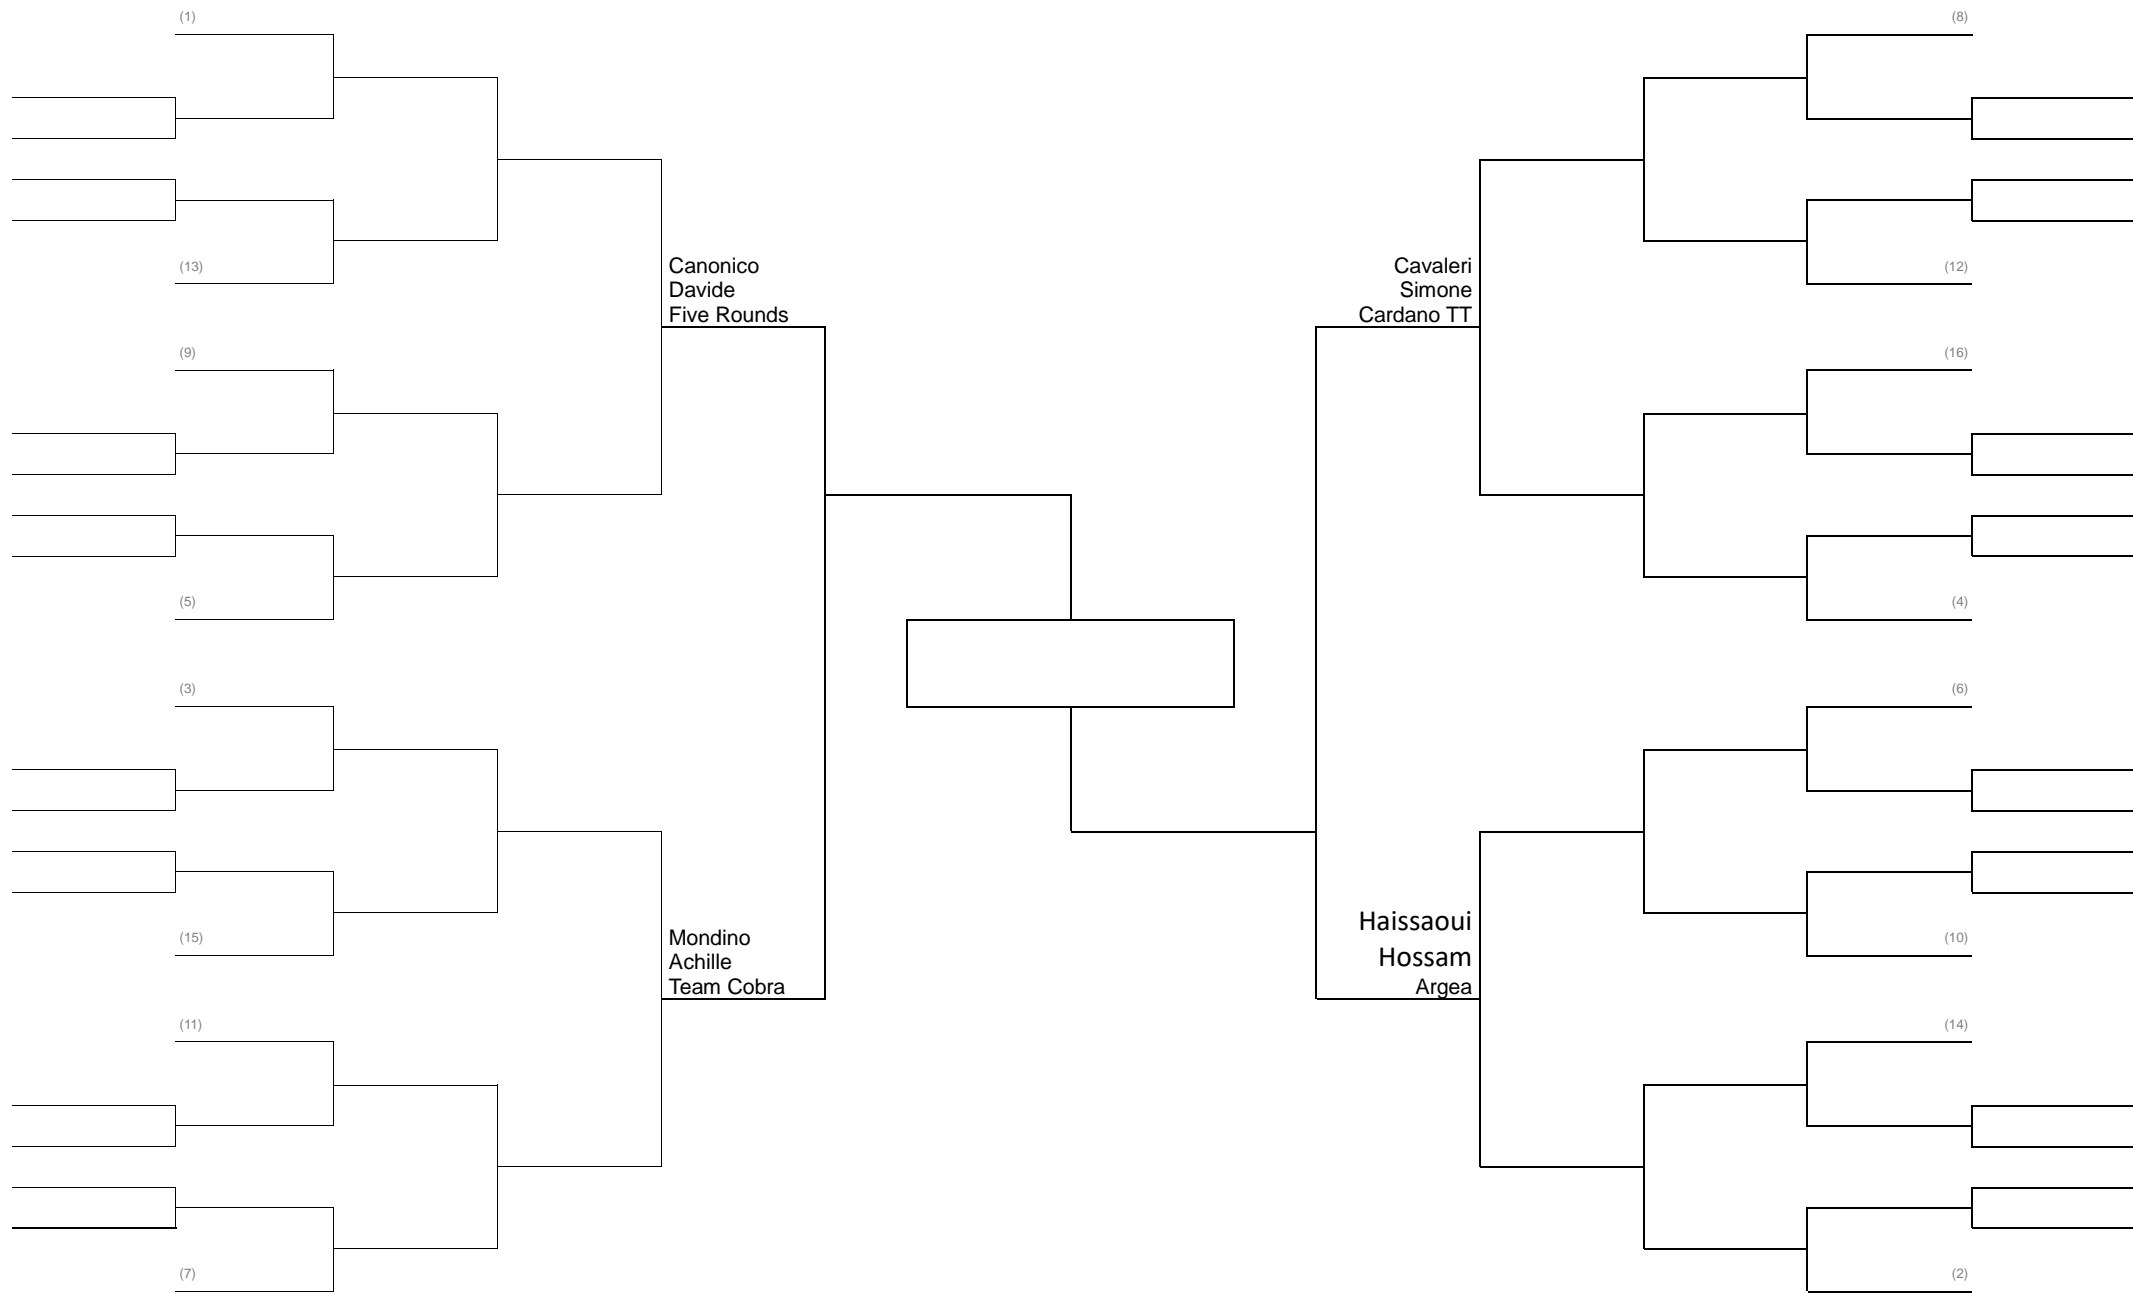 (1)
(13)
(9)
(5)
(3)
(15)
(11)
(7)
Canonico
Davide
Five Rounds
Mondino
Achille
Team Cobra
Cavaleri
Simone
Cardano TT
Haissaoui
Hossam
Argea
(8)
(12)
(16)
(4)
(6)
(10)
(14)
(2)